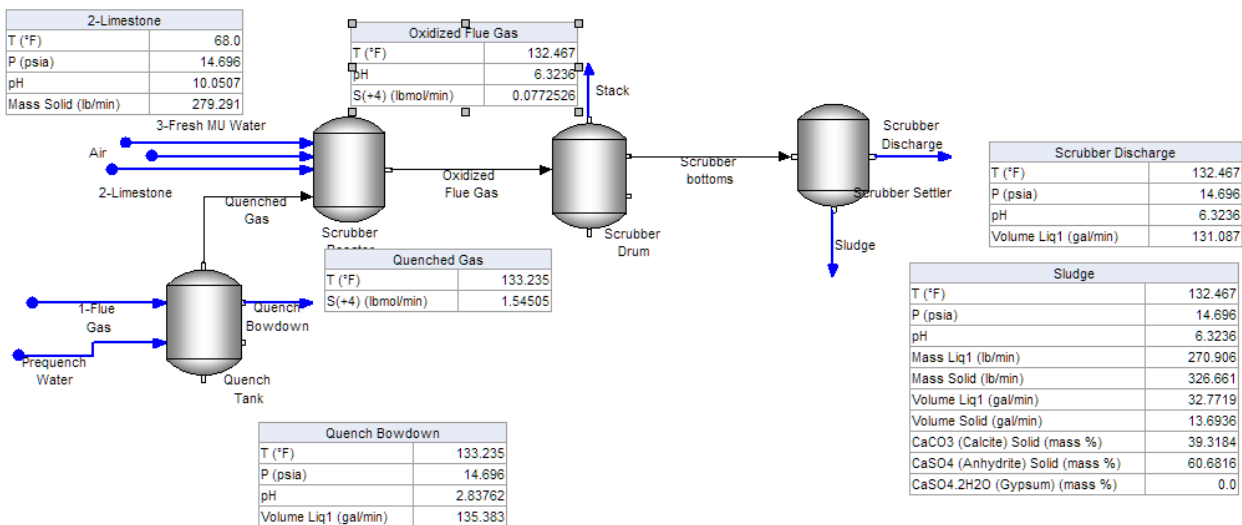 2-Limestone
T (°F) 68.0
P (psia) 14.696
pH 10.0507
Mass Solid (lb/min) 279.291
Oxidized Flue Gas
T (°F) 132.467
pH 6.3236
S(+4) (lbmol/min) 0.0772526
Stack
3-Fresh MU Water
Air
2-Limestone
Quenched
Gas
Scrubber
Oxidized
Flue Gas
Scrubber
Drum
Scrubber
bottoms
Scrubber
Discharge
Scrubber Settler
Sludge
Scrubber Discharge
T (°F) 132.467
P (psia) 14.696
pH 6.3236
Volume Liq1 (gal/min) 131.087
Quenched Gas
T (°F) 133.235
S(+4) (lbmol/min) 1.54505
1-Flue
Gas
Prequench
Water
Quench
Bowdown
Quench
Tank
Sludge
T (°F) 132.467
P (psia) 14.696
pH 6.3236
Mass Liq1 (lb/min) 270.906
Mass Solid (lb/min) 326.661
Volume Liq1 (gal/min) 32.7719
Volume Solid (gal/min) 13.6936
CaCO3 (Calcite) Solid (mass %) 39.3184
CaSO4 (Anhydrite) Solid (mass %) 60.6816
CaSO4.2H2O (Gypsum) (mass %) 0.0
Quench Bowdown
T (°F) 133.235
P (psia) 14.696
pH 2.83762
Volume Liq1 (gal/min) 135.383